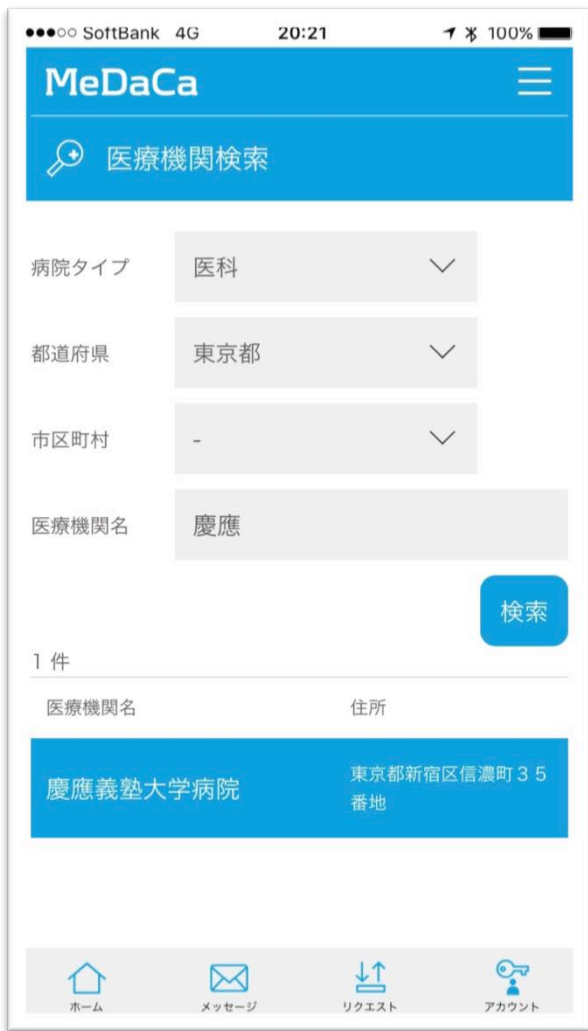 SoftBank 4G 20:21 100%
MeDaCa
医療機関検索
病院タイプ 医科
都道府県 東京都
市区町村 -
医療機関名 慶應
検索
1 件
医療機関名 住所
慶應義塾大学病院 東京都新宿区信濃町３５
番地
ホーム メッセージ リクエスト アカウント